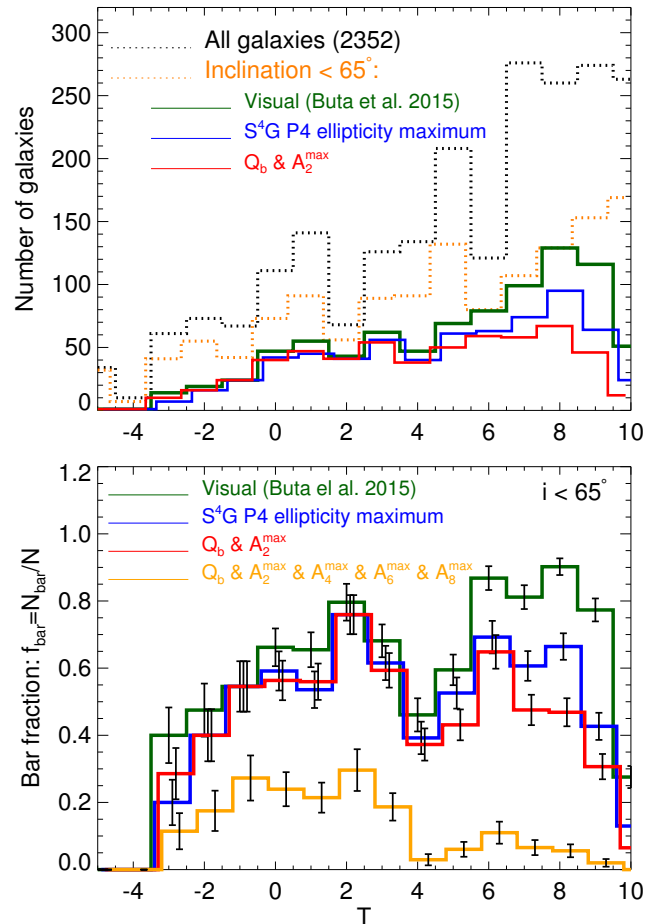 300
250
200
150
100
50
0
Number of galaxies
All galaxies (2352)
Inclination < 65°:
Visual (Buta et al. 2015)
S⁴G P4 ellipticity maximum
Q_b & A₂^max
-4 -2 0 2 4 6 8 10
1.2
1.0
0.8
0.6
0.4
0.2
0.0
Bar fraction: f_bar=N_bar/N
Visual (Buta et al. 2015)
i < 65°
S⁴G P4 ellipticity maximum
Q_b & A₂^max
Q_b & A₂^max & A₄^max & A₆^max & A₈^max
-4 -2 0 2 4 6 8 10
T